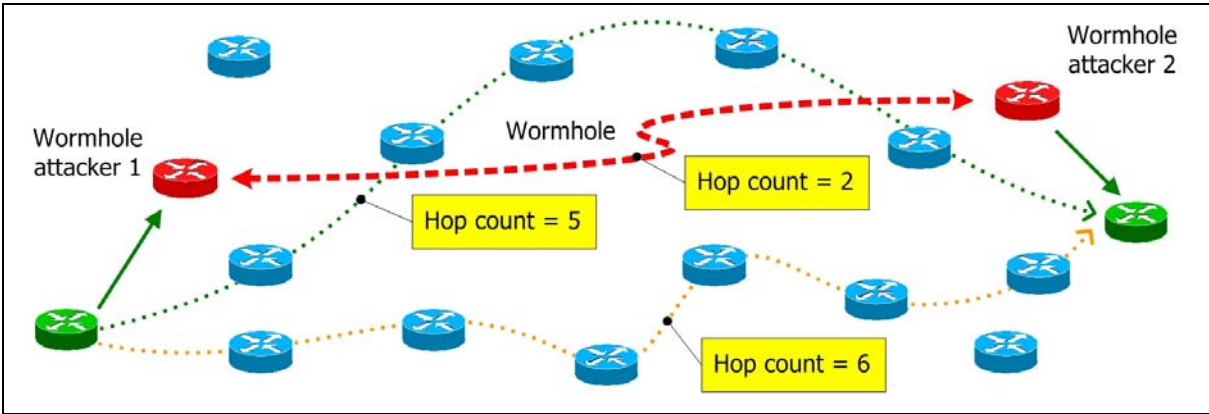 Wormhole
attacker 2
Wormhole
attacker 1
Wormhole
Hop count = 2
Hop count = 5
Hop count = 6